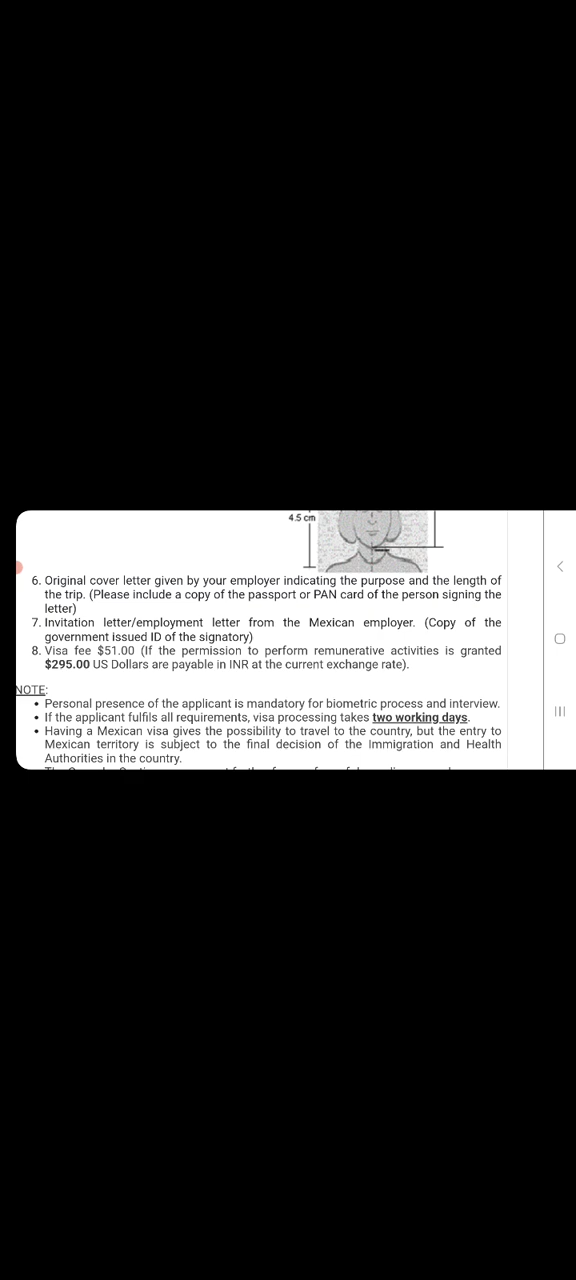 4.5 cm
6. Original cover letter given by your employer indicating the purpose and the length of
the trip. (Please include a copy of the passport or PAN card of the person signing the
letter)
7. Invitation letter/employment letter from the Mexican employer. (Copy of the
government issued ID of the signatory)
8. Visa fee $51.00 (If the permission to perform remunerative activities is granted
$295.00 US Dollars are payable in INR at the current exchange rate).
NOTE:
• Personal presence of the applicant is mandatory for biometric process and interview.
• If the applicant fulfils all requirements, visa processing takes two working days.
• Having a Mexican visa gives the possibility to travel to the country, but the entry to
Mexican territory is subject to the final decision of the Immigration and Health
Authorities in the country.